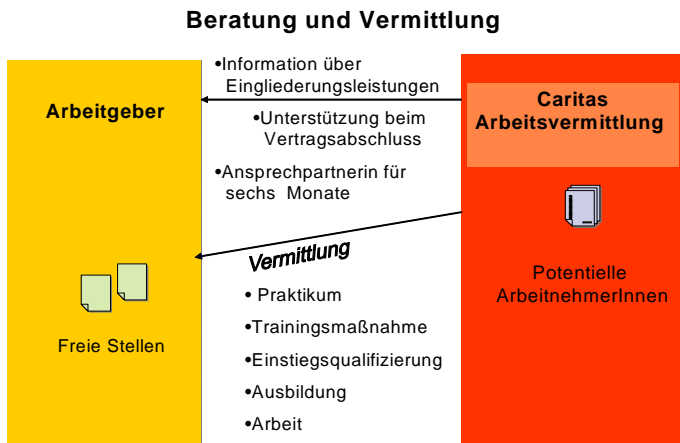 Beratung und Vermittlung
Arbeitgeber
Freie Stellen
•Information über
Eingliederungsleistungen
•Unterstützung beim
Vertragsabschluss
•Ansprechpartnerin für
sechs Monate
Vermittlung
• Praktikum
•Trainingsmaßnahme
•Einstiegsqualifizierung
•Ausbildung
•Arbeit
Caritas
Arbeitsvermittlung
Potentielle
ArbeitnehmerInnen